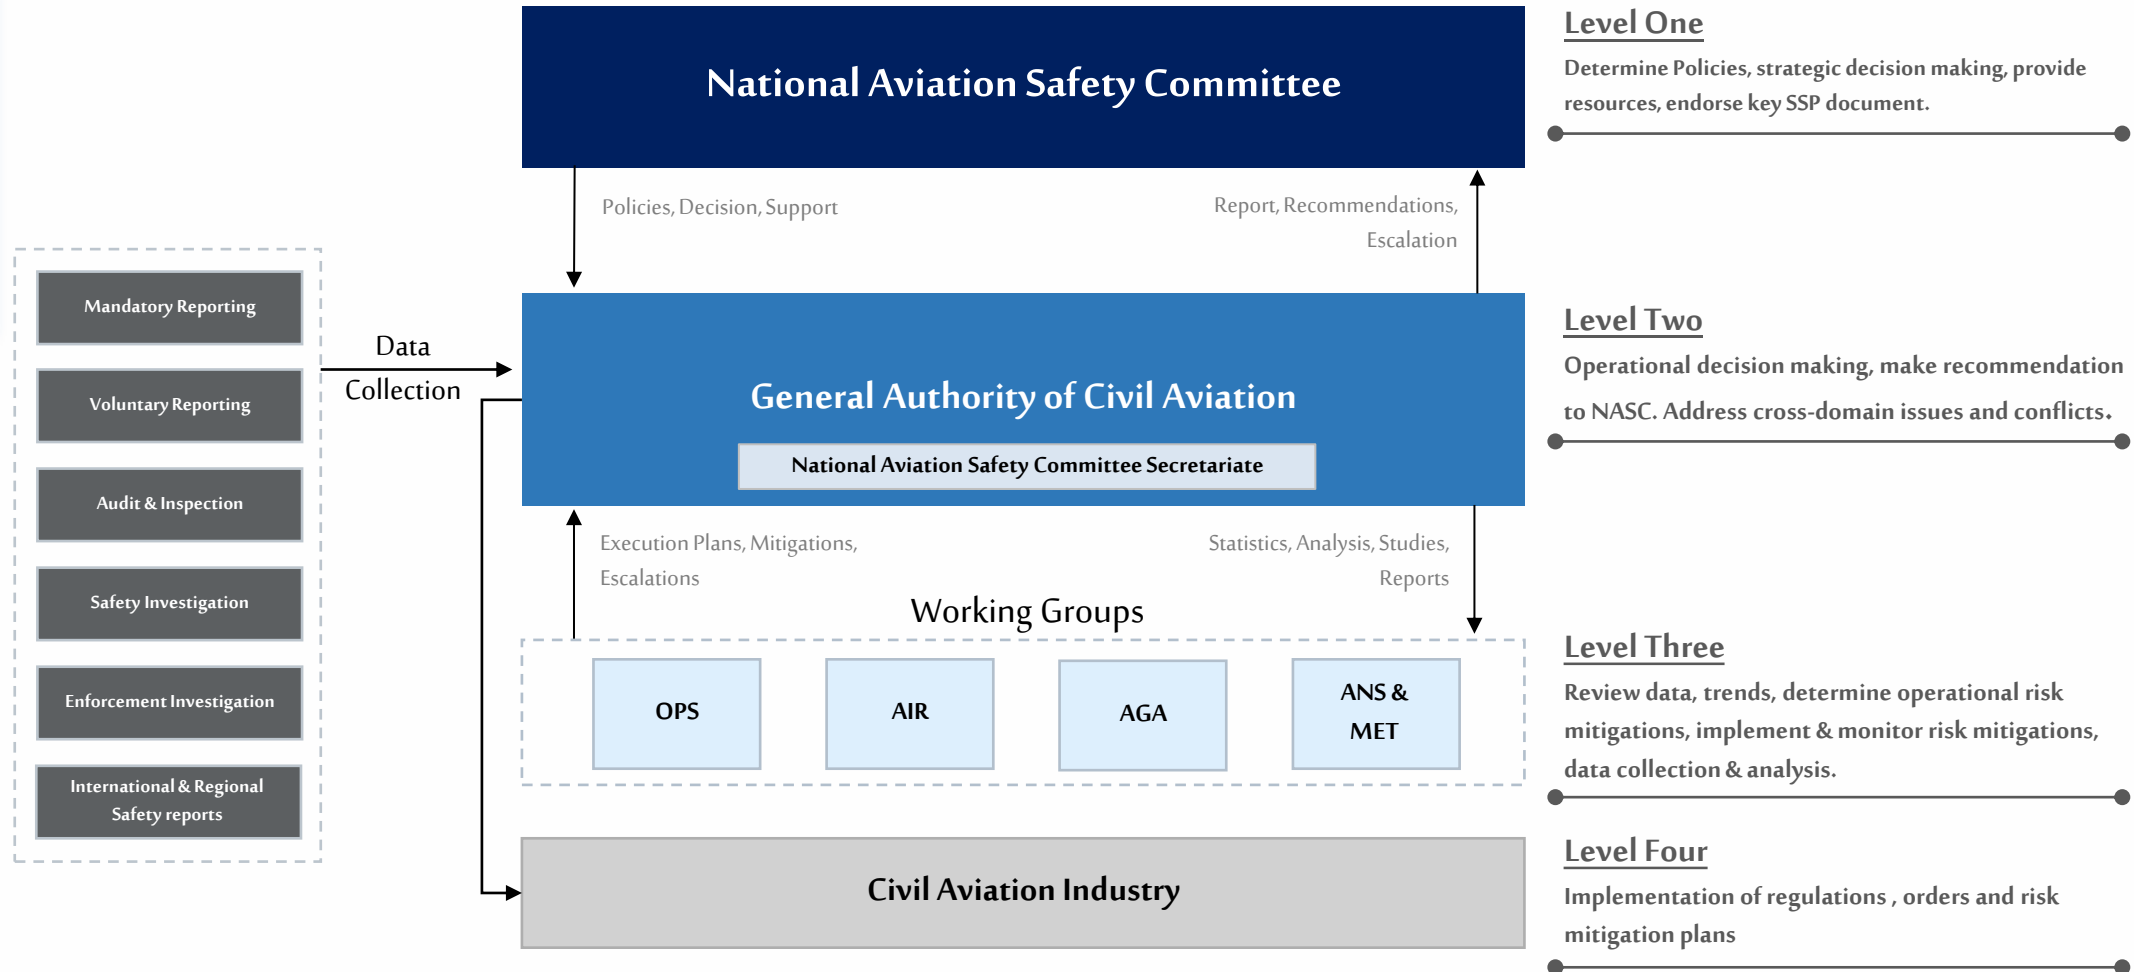 National Aviation Safety Committee
Level One
Determine Policies, strategic decision making, provide
resources, endorse key SSP document.
Policies, Decision, Support
Report, Recommendations,
Escalation
Mandatory Reporting
Voluntary Reporting
Audit & Inspection
Safety Investigation
Enforcement Investigation
International & Regional
Safety reports
Data
Collection
General Authority of Civil Aviation
National Aviation Safety Committee Secretariate
Level Two
Operational decision making, make recommendation
to NASC. Address cross-domain issues and conflicts.
Execution Plans, Mitigations,
Escalations
Statistics, Analysis, Studies,
Reports
Working Groups
OPS
AIR
AGA
ANS &
MET
Level Three
Review data, trends, determine operational risk
mitigations, implement & monitor risk mitigations,
data collection & analysis.
Civil Aviation Industry
Level Four
Implementation of regulations , orders and risk
mitigation plans